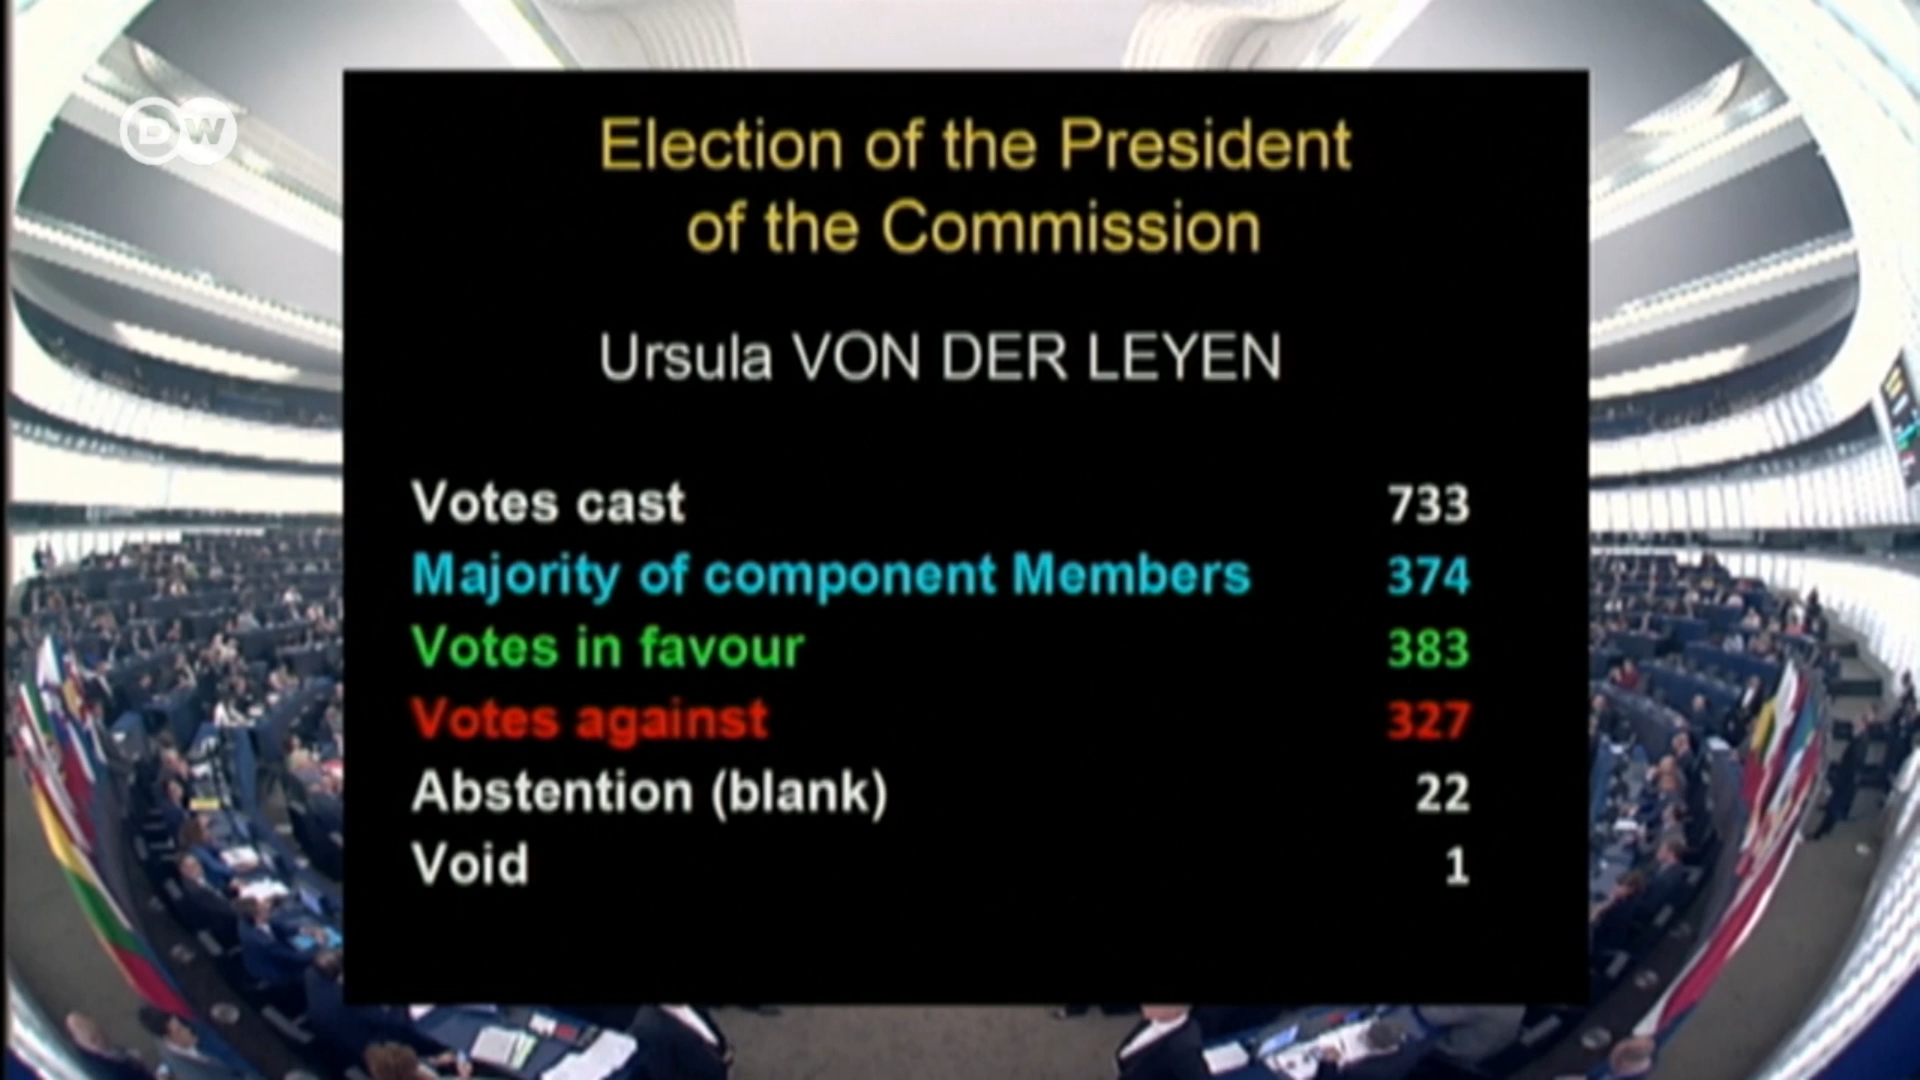 DW
Election of the President
of the Commission
Ursula VON DER LEYEN
Votes cast 733
Majority of component Members 374
Votes in favour 383
Votes against 327
Abstention (blank) 22
Void 1